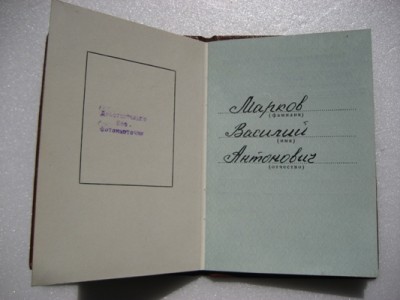 Марков
(фамилия)
Василий
(имя)
Антонович
(отчество)